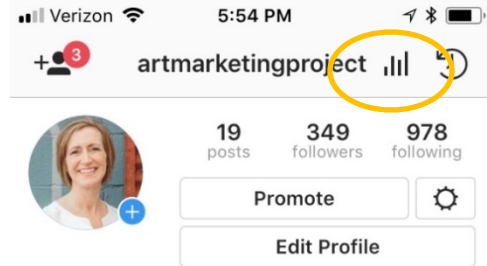 Verizon 5:54 PM
+ 3 artmarketingproject
19 349 978
posts followers following
Promote
Edit Profile